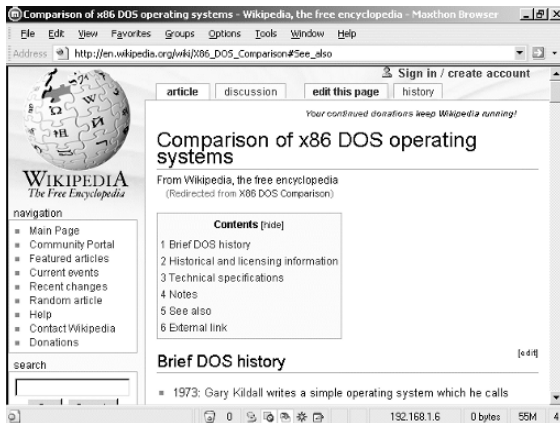 Comparison of x86 DOS operating systems - Wikipedia, the free encyclopedia - Maxthon Browser
File Edit View Favorites Groups Options Tools Window Help
Address http://en.wikipedia.org/wiki/X86_DOS_Comparison#See_also
Sign in / create account
article discussion edit this page history
Your continued donations keep Wikipedia running!
Comparison of x86 DOS operating
systems
From Wikipedia, the free encyclopedia
(Redirected from X86 DOS Comparison)
Contents [hide]
1 Brief DOS history
2 Historical and licensing information
3 Technical specifications
4 Notes
5 See also
6 External link
[edit]
Brief DOS history
1973: Gary Kildall writes a simple operating system which he calls
WIKIPEDIA
The Free Encyclopedia
navigation
Main Page
Community Portal
Featured articles
Current events
Recent changes
Random article
Help
Contact Wikipedia
Donations
search
0 192.168.1.6 0 bytes 55M 4